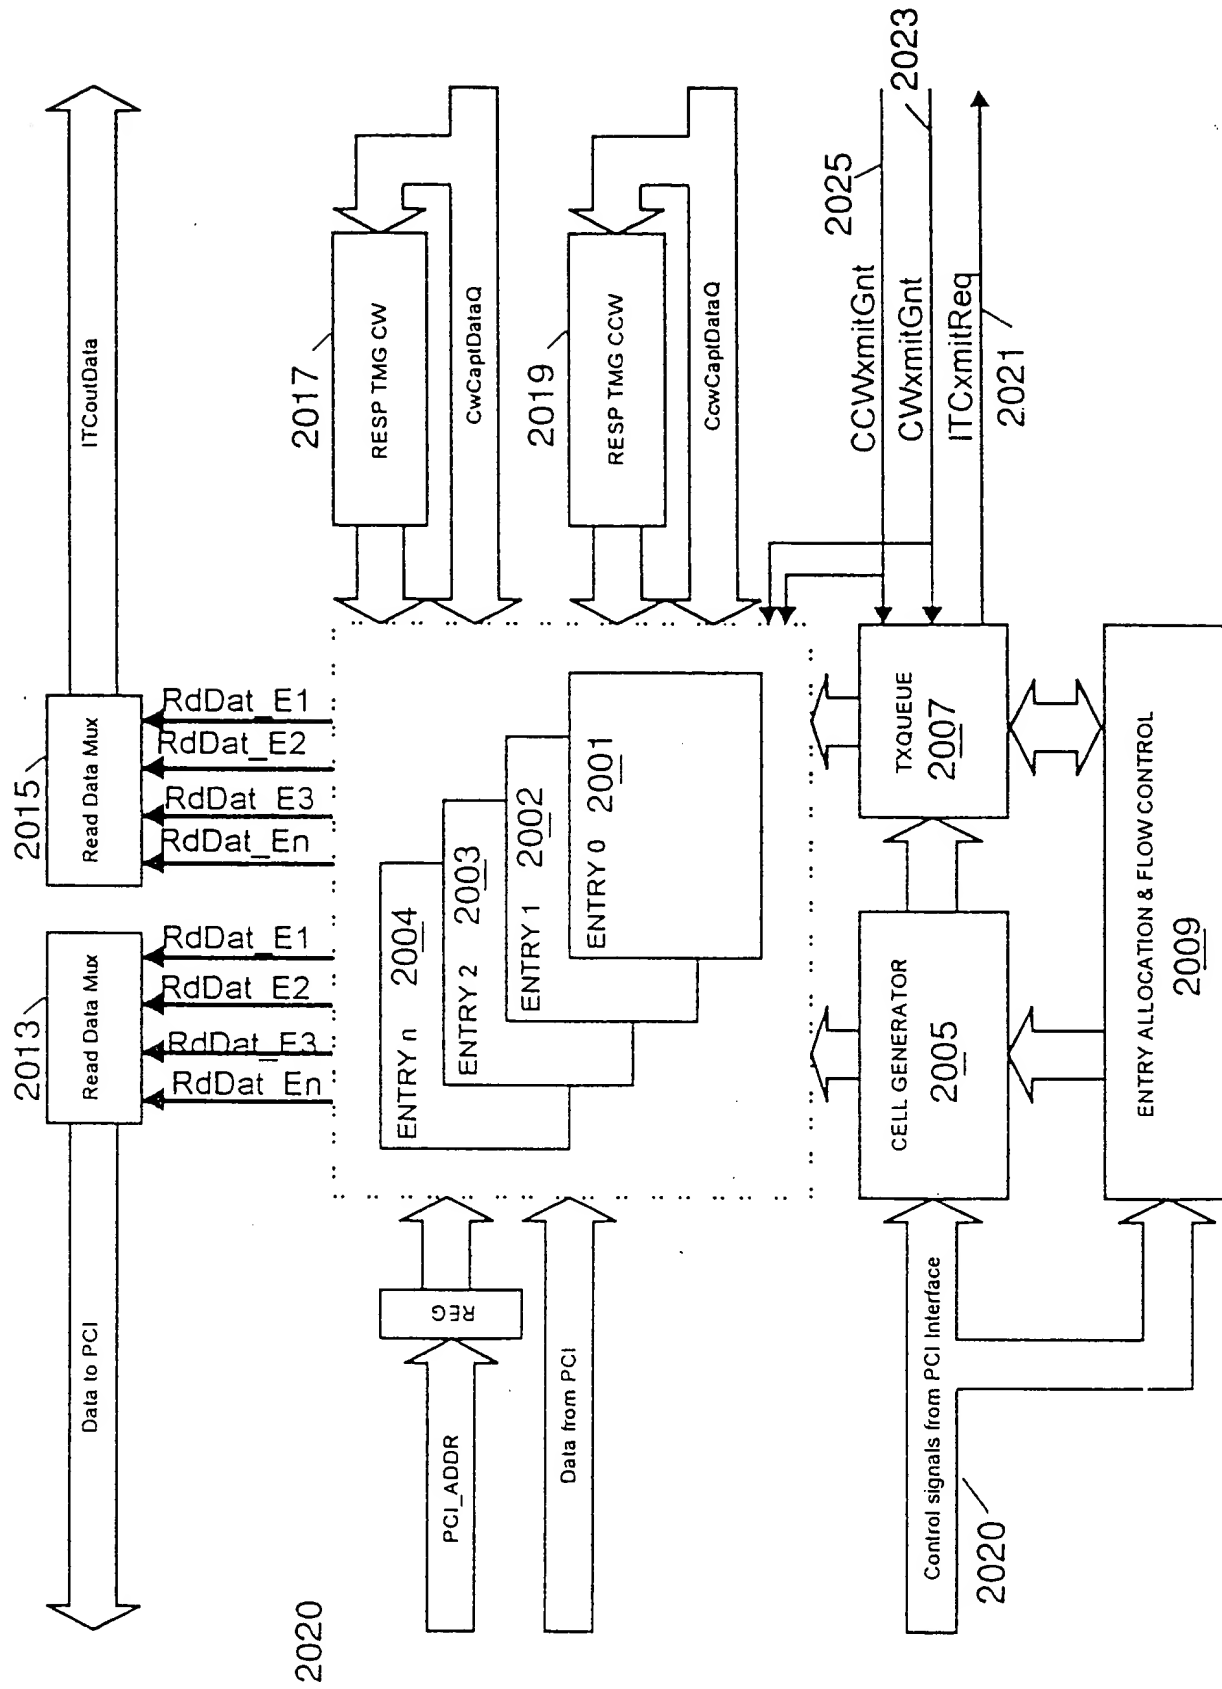 2020
Data to PCI
2013
Read Data Mux
RdDat_E1
RdDat_E2
RdDat_E3
RdDat_En
2015
Read Data Mux
RdDat_E1
RdDat_E2
RdDat_E3
RdDat_En
ITCoutData
PCI_ADDR
REG
Data from PCI
ENTRY n 2004
ENTRY 2 2003
ENTRY 1 2002
ENTRY 0 2001
2017
RESP TMG CW
CwCaptDataQ
2019
RESP TMG CCW
CcwCaptDataQ
Control signals from PCI Interface
2020
CELL GENERATOR
2005
TXQUEUE
2007
CCWxmitGnt
2025
CWxmitGnt
2023
ITCxmitReq
2021
ENTRY ALLOCATION & FLOW CONTROL
2009